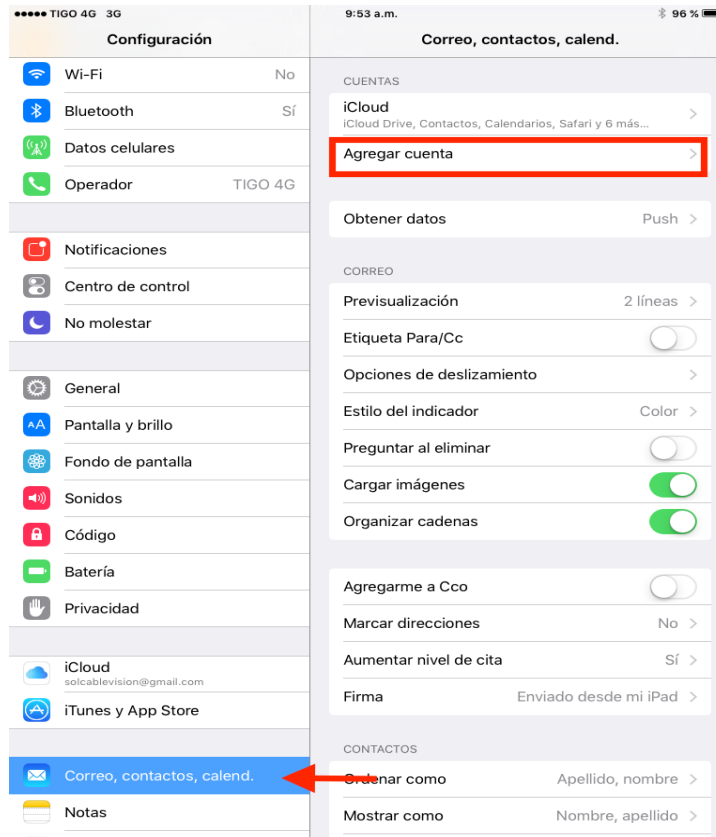 TIGO 4G 3G
9:53 a.m.
96 %
Configuración
Wi-Fi No
Bluetooth Sí
Datos celulares
Operador TIGO 4G
Notificaciones
Centro de control
No molestar
General
AA Pantalla y brillo
Fondo de pantalla
Sonidos
Código
Batería
Privacidad
iCloud
solcablevision@gmail.com
iTunes y App Store
Correo, contactos, calend.
Notas
Correo, contactos, calend.
CUENTAS
iCloud
iCloud Drive, Contactos, Calendarios, Safari y 6 más...
Agregar cuenta
Obtener datos Push
CORREO
Previsualización 2 líneas
Etiqueta Para/Cc
Opciones de deslizamiento
Estilo del indicador Color
Preguntar al eliminar
Cargar imágenes
Organizar cadenas
Agregarme a Cco
Marcar direcciones No
Aumentar nivel de cita Sí
Firma Enviado desde mi iPad
CONTACTOS
Ordenar como Apellido, nombre
Mostrar como Nombre, apellido